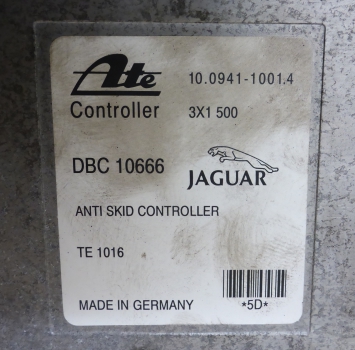 Ate 10.0941-1001.4
Controller 3X1 500
DBC 10666 JAGUAR
ANTI SKID CONTROLLER
TE 1016
MADE IN GERMANY *5D*